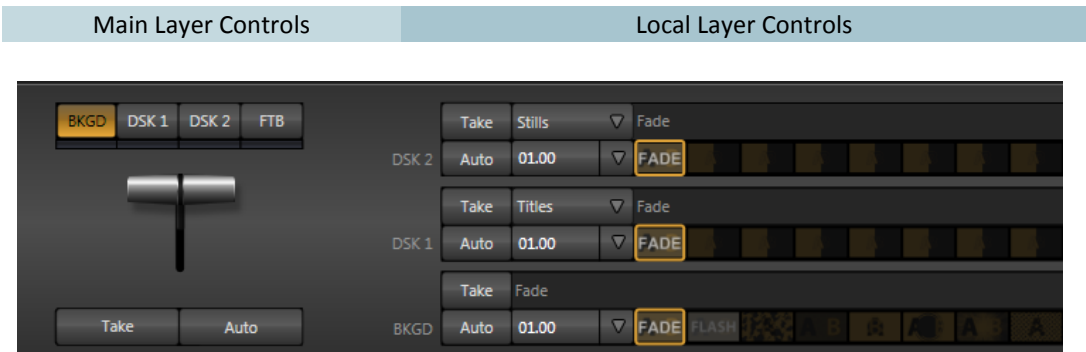 Main Layer Controls Local Layer Controls
BKGD DSK 1 DSK 2 FTB Take Stills Fade
DSK 2 Auto 01.00 FADE
Take Titles Fade
DSK 1 Auto 01.00 FADE
Take Fade
Take Auto BKGD Auto 01.00 FADE FLASH A B A B A B A